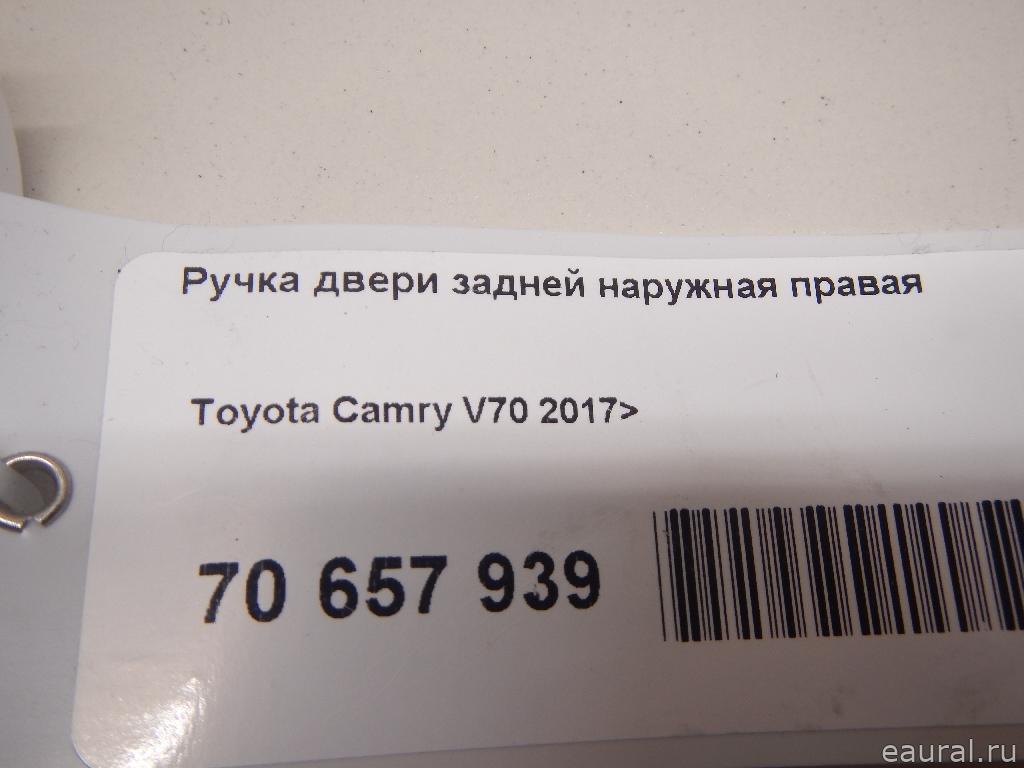 Ручка двери задней наружная правая
Toyota Camry V70 2017>
70 657 939
eaural.ru